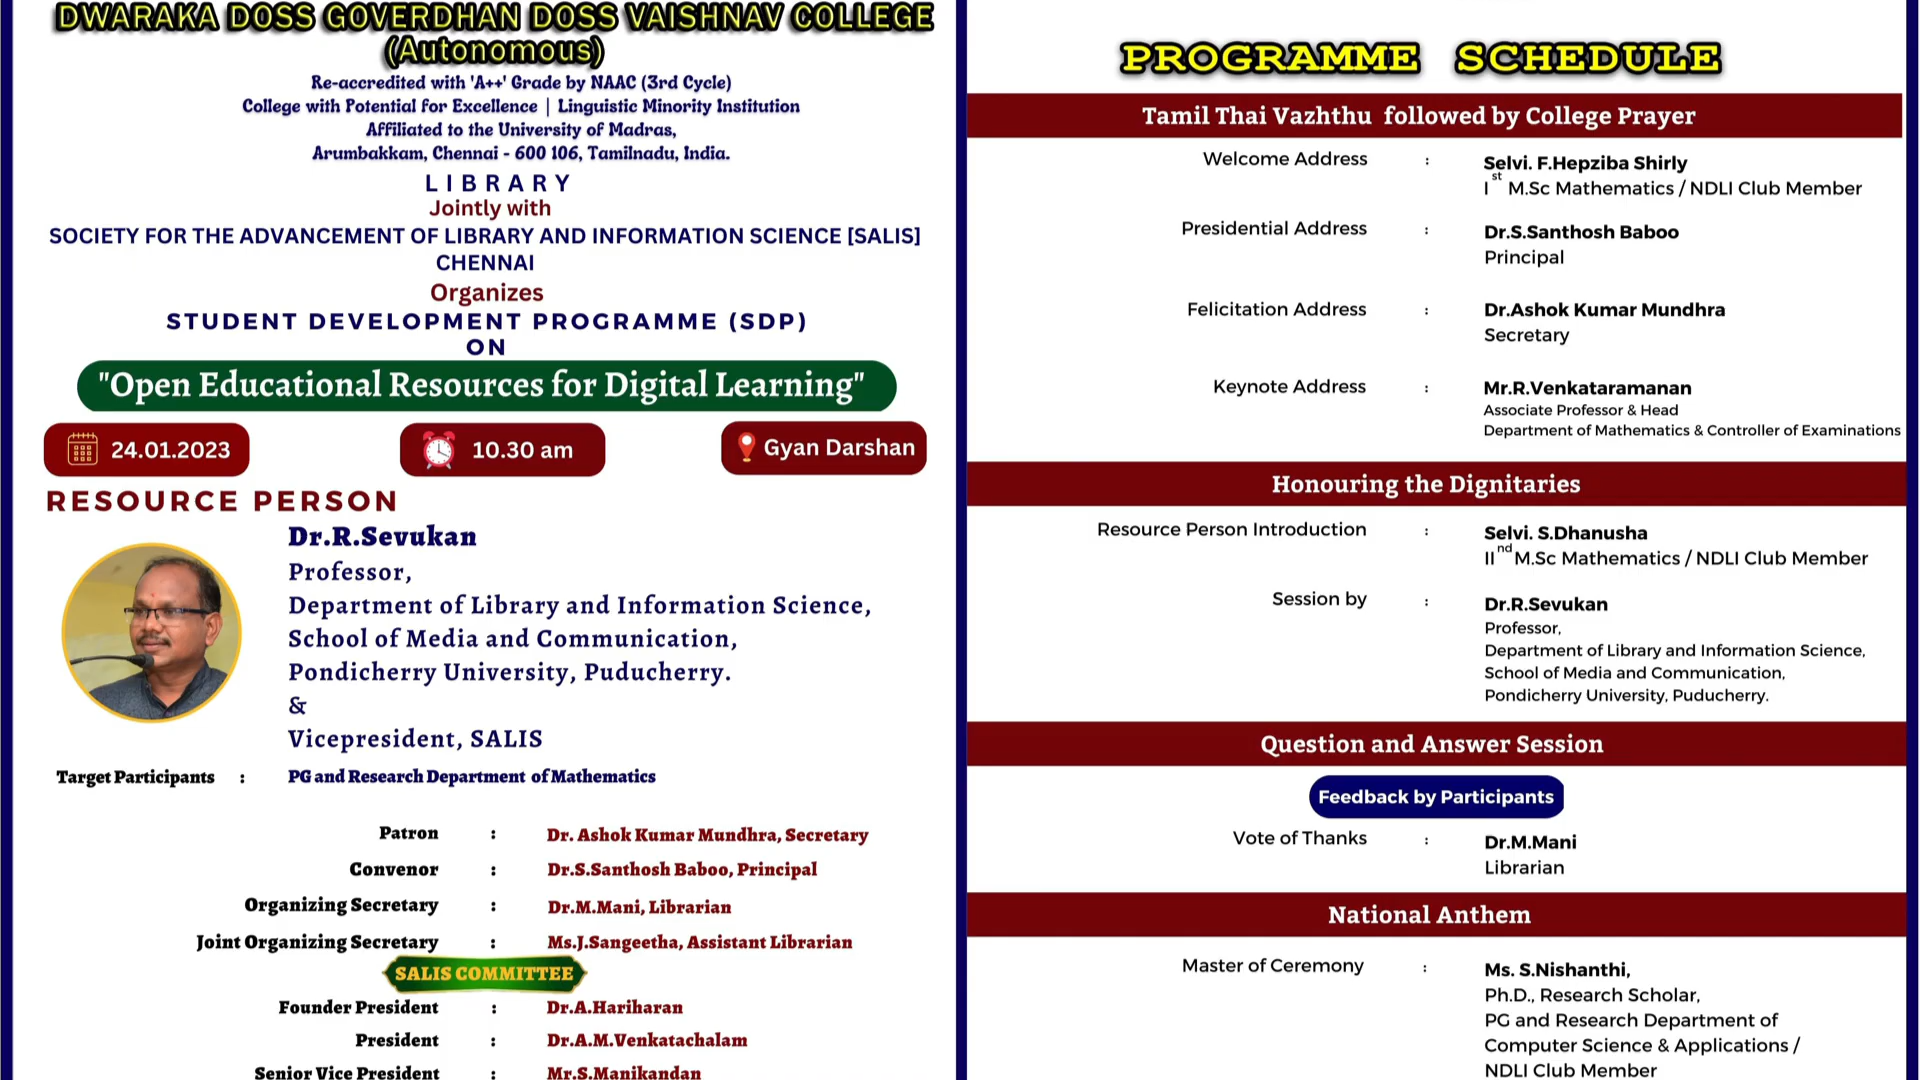 DWARAKA DOSS GOVERDHAN DOSS VAISHNAV COLLEGE
(Autonomous)
Re-accredited with 'A++' Grade by NAAC (3rd Cycle)
College with Potential for Excellence | Linguistic Minority Institution
Affiliated to the University of Madras,
Arumbakkam, Chennai - 600 106, Tamilnadu, India.
LIBRARY
Jointly with
SOCIETY FOR THE ADVANCEMENT OF LIBRARY AND INFORMATION SCIENCE [SALIS]
CHENNAI
Organizes
STUDENT DEVELOPMENT PROGRAMME (SDP)
ON
"Open Educational Resources for Digital Learning"
24.01.2023
10.30 am
Gyan Darshan
RESOURCE PERSON
Dr.R.Sevukan
Professor,
Department of Library and Information Science,
School of Media and Communication,
Pondicherry University, Puducherry.
&
Vicepresident, SALIS
Target Participants : PG and Research Department of Mathematics
Patron : Dr. Ashok Kumar Mundhra, Secretary
Convenor : Dr.S.Santhosh Baboo, Principal
Organizing Secretary : Dr.M.Mani, Librarian
Joint Organizing Secretary : Ms.J.Sangeetha, Assistant Librarian
SALIS COMMITTEE
Founder President : Dr.A.Hariharan
President : Dr.A.M.Venkatachalam
Senior Vice President : Mr.S.Manikandan
PROGRAMME SCHEDULE
Tamil Thai Vazhthu followed by College Prayer
Welcome Address : Selvi. F.Hepziba Shirly
Ist M.Sc Mathematics / NDLI Club Member
Presidential Address : Dr.S.Santhosh Baboo
Principal
Felicitation Address : Dr.Ashok Kumar Mundhra
Secretary
Keynote Address : Mr.R.Venkataramanan
Associate Professor & Head
Department of Mathematics & Controller of Examinations
Honouring the Dignitaries
Resource Person Introduction : Selvi. S.Dhanusha
IInd M.Sc Mathematics / NDLI Club Member
Session by : Dr.R.Sevukan
Professor,
Department of Library and Information Science,
School of Media and Communication,
Pondicherry University, Puducherry.
Question and Answer Session
Feedback by Participants
Vote of Thanks : Dr.M.Mani
Librarian
National Anthem
Master of Ceremony : Ms. S.Nishanthi,
Ph.D., Research Scholar,
PG and Research Department of
Computer Science & Applications /
NDLI Club Member